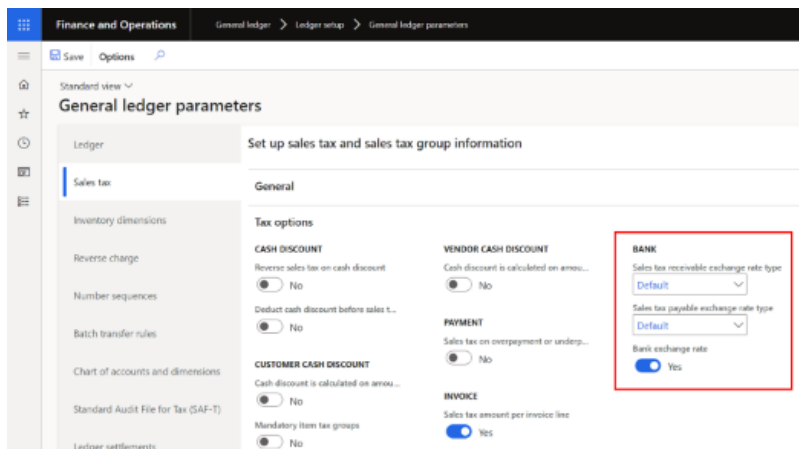 Finance and Operations
General ledger > Ledger setup > General ledger parameters
Save Options
Standard view
General ledger parameters
Ledger
Sales tax
Inventory dimensions
Reverse charge
Number sequences
Batch transfer rules
Chart of accounts and dimensions
Standard Audit File for Tax (SAF-T)
Ledger settlements
Set up sales tax and sales tax group information
General
Tax options
CASH DISCOUNT
Reverse sales tax on cash discount
No
Deduct cash discount before sales t...
No
CUSTOMER CASH DISCOUNT
Cash discount is calculated on amou...
No
Mandatory item tax groups
No
VENDOR CASH DISCOUNT
Cash discount is calculated on amou...
No
PAYMENT
Sales tax on overpayment or underp...
No
INVOICE
Sales tax amount per invoice line
Yes
BANK
Sales tax receivable exchange rate type
Default
Sales tax payable exchange rate type
Default
Bank exchange rate
Yes